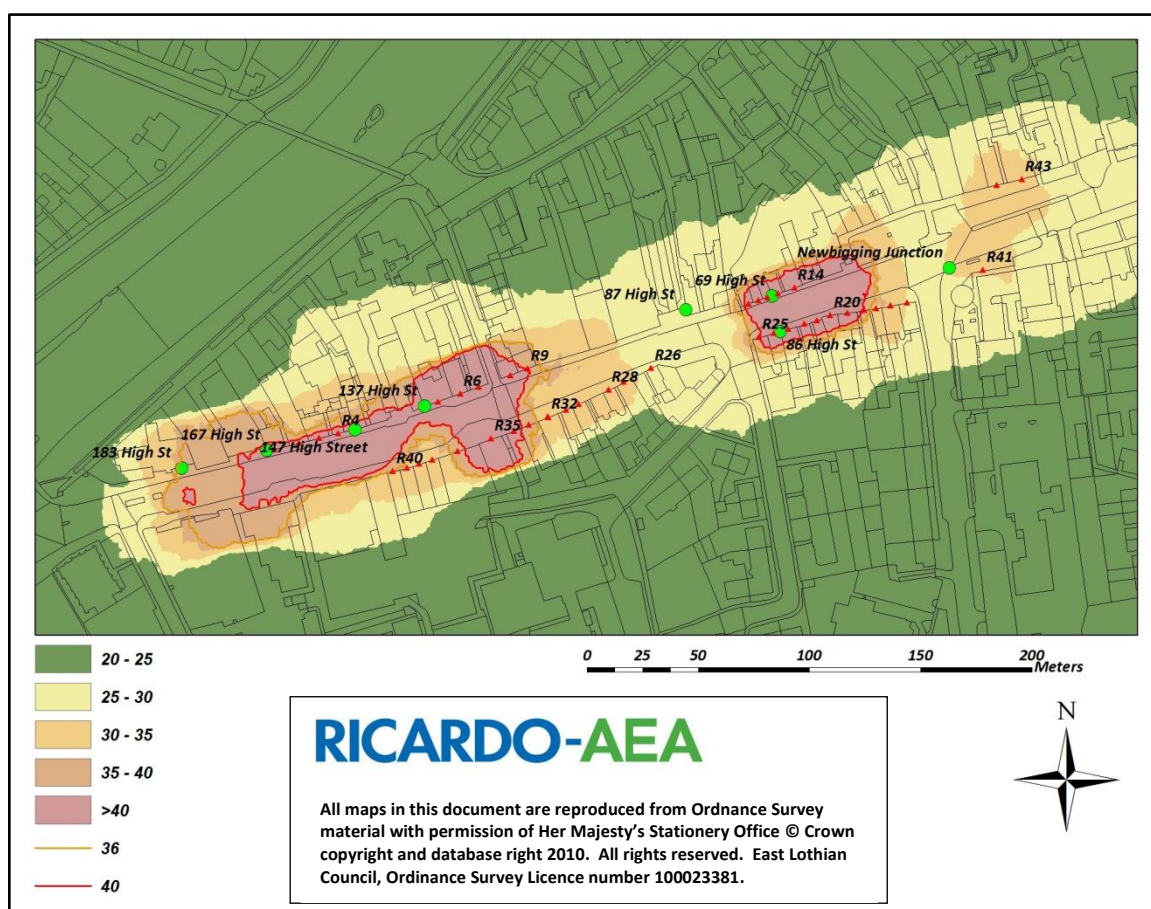 R43
Newbigging Junction
R41
69 High St
R14
87 High St
R20
R25
86 High St
R9
R26
R6
R28
137 High St
R32
R4
R35
167 High St
147 High Street
183 High St
R40
20 - 25
25 - 30
30 - 35
35 - 40
>40
36
40
0 25 50 100 150 200
Meters
N
RICARDO-AEA
All maps in this document are reproduced from Ordnance Survey
material with permission of Her Majesty's Stationery Office © Crown
copyright and database right 2010. All rights reserved. East Lothian
Council, Ordinance Survey Licence number 100023381.